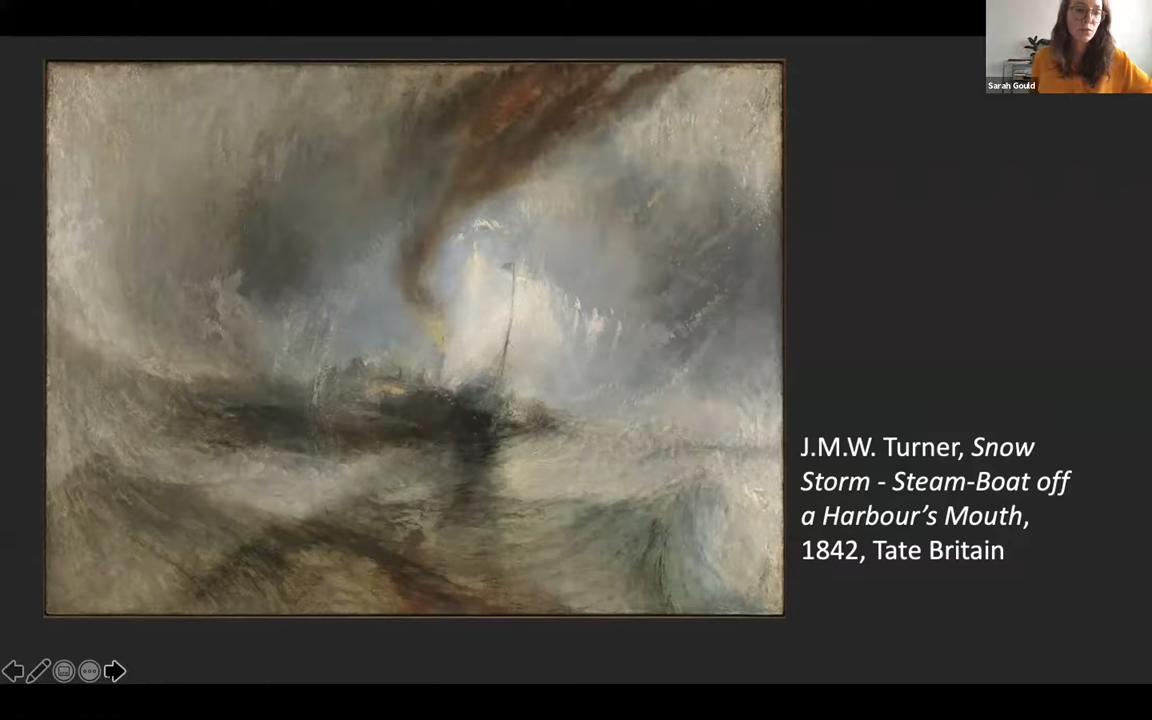 Sarah Gould
J.M.W. Turner, Snow
Storm - Steam-Boat off
a Harbour’s Mouth,
1842, Tate Britain